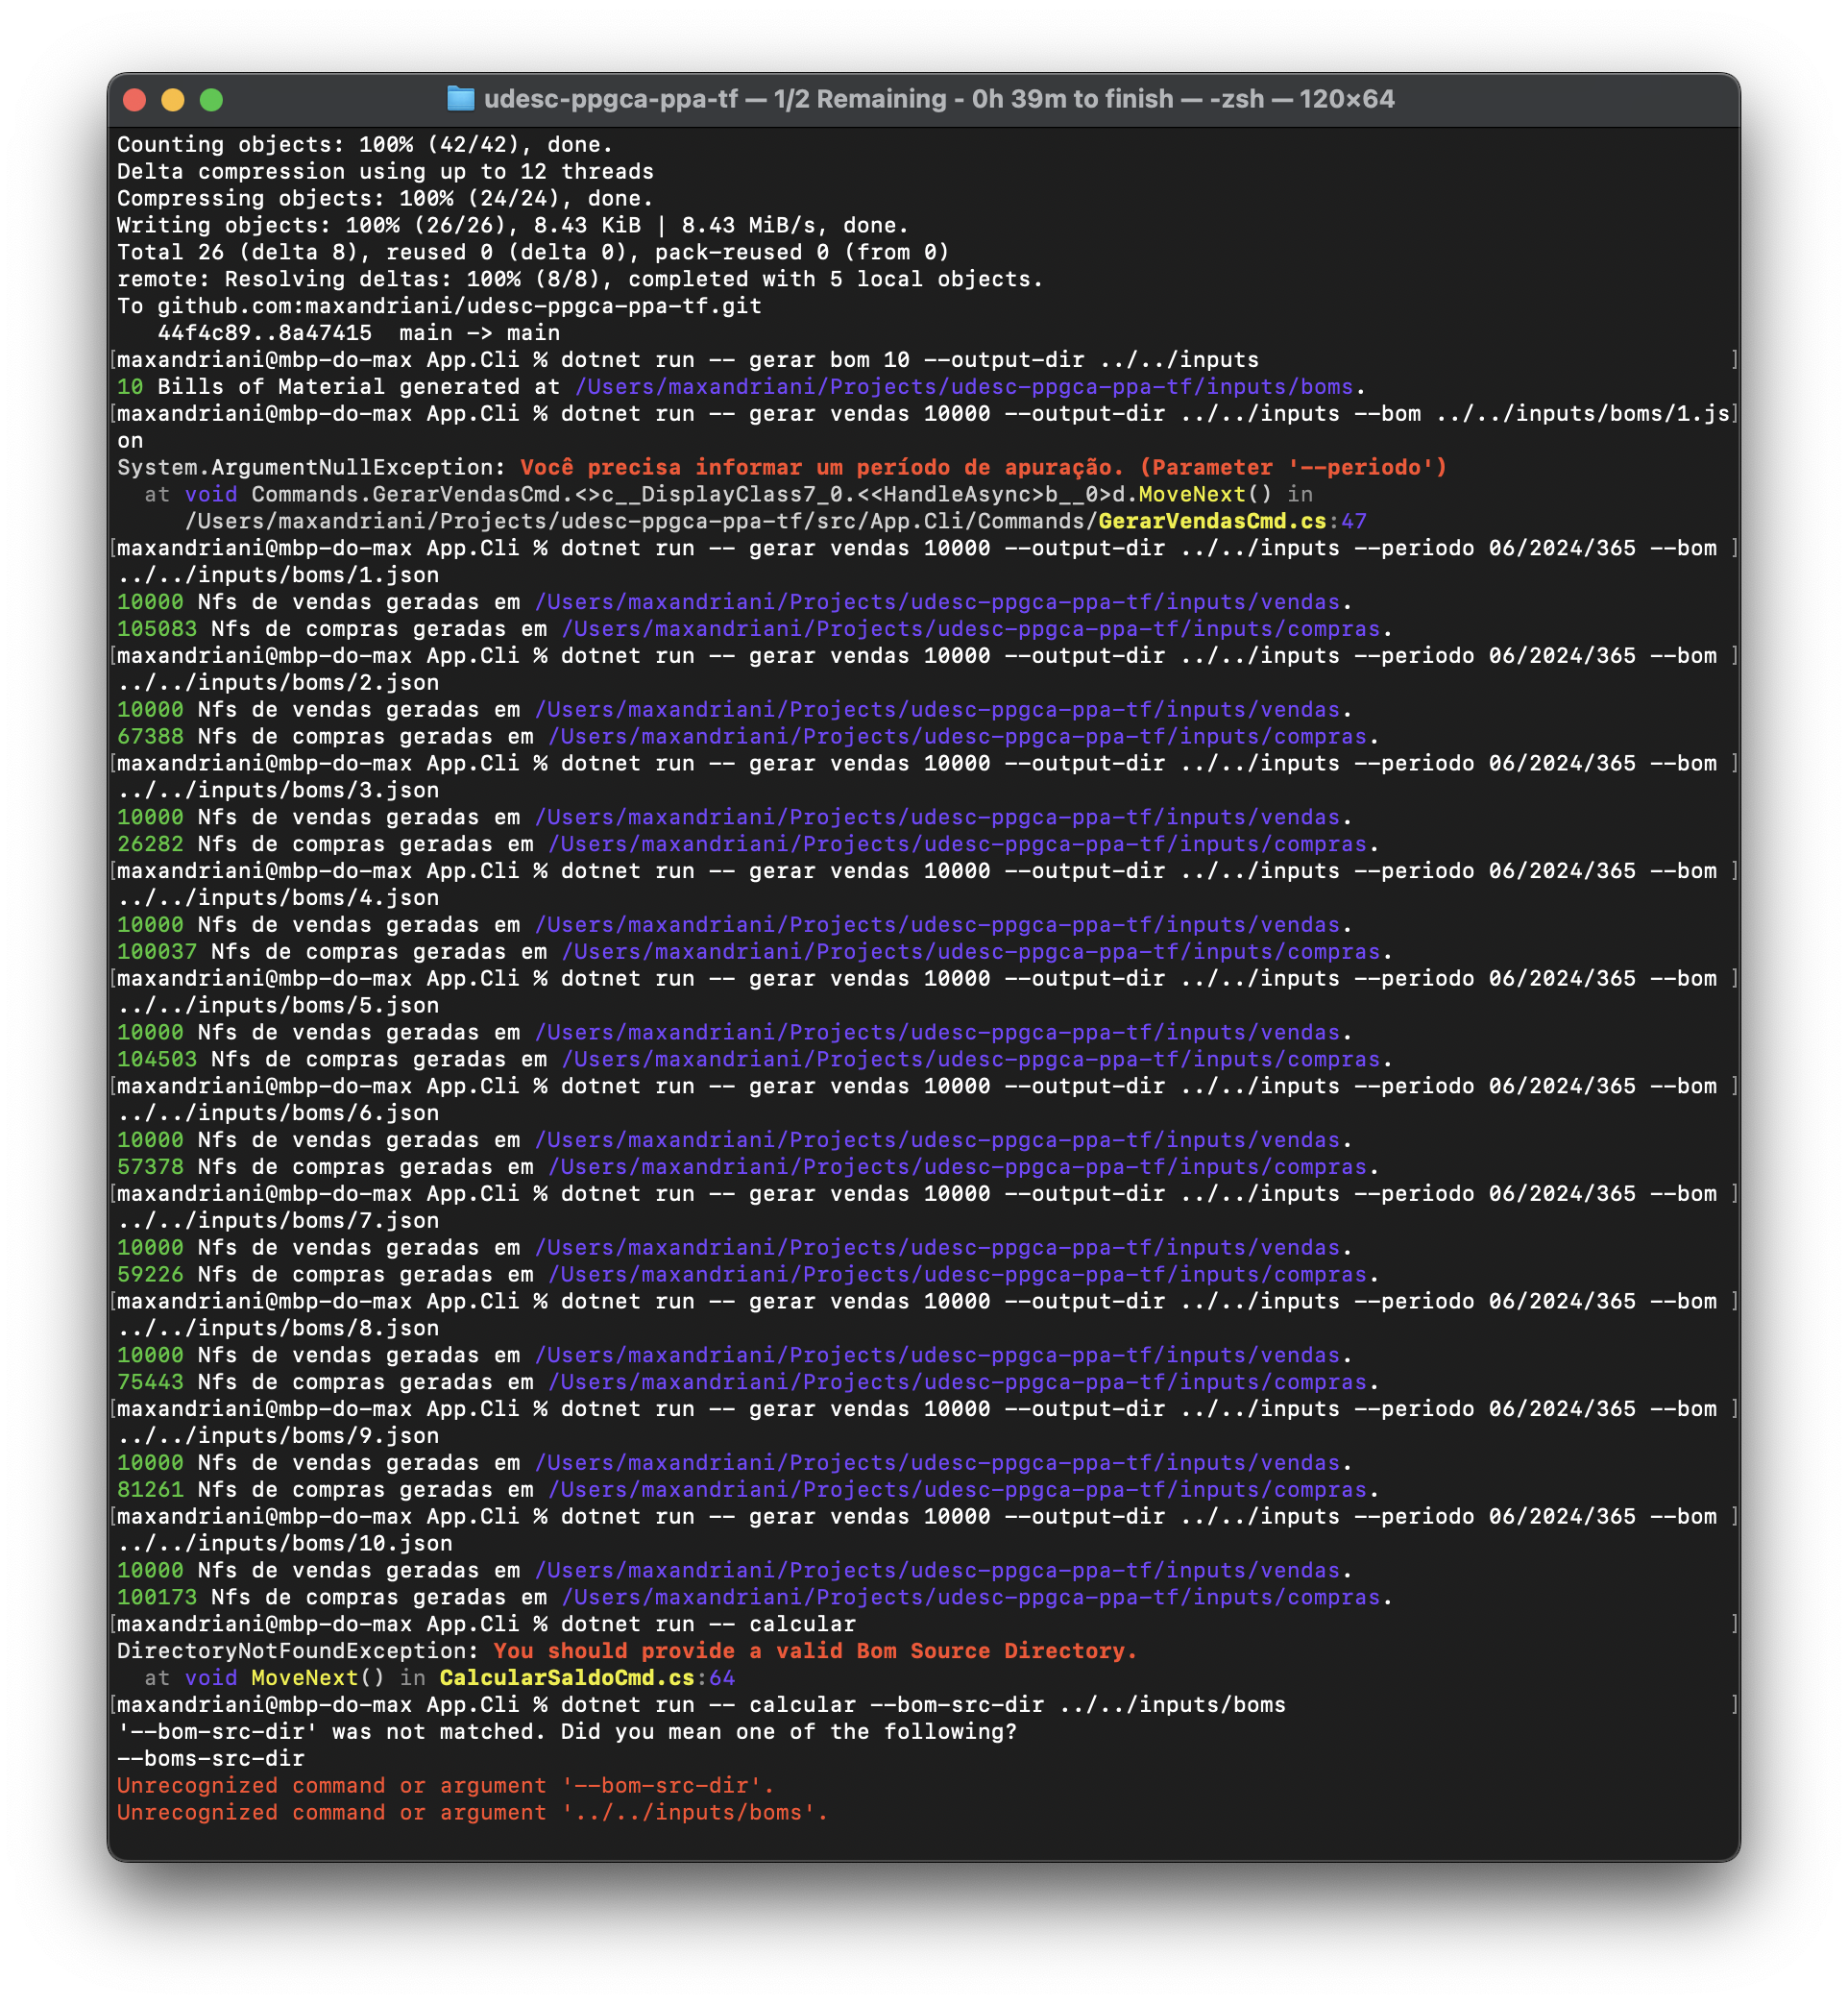 udesc-ppgca-ppa-tf — 1/2 Remaining - 0h 39m to finish — -zsh — 120×64
Counting objects: 100% (42/42), done.
Delta compression using up to 12 threads
Compressing objects: 100% (24/24), done.
Writing objects: 100% (26/26), 8.43 KiB | 8.43 MiB/s, done.
Total 26 (delta 8), reused 0 (delta 0), pack-reused 0 (from 0)
remote: Resolving deltas: 100% (8/8), completed with 5 local objects.
To github.com:maxandriani/udesc-ppgca-ppa-tf.git
   44f4c89..8a47415  main -> main
[maxandriani@mbp-do-max App.Cli % dotnet run -- gerar bom 10 --output-dir ../../inputs ]
10 Bills of Material generated at /Users/maxandriani/Projects/udesc-ppgca-ppa-tf/inputs/boms.
[maxandriani@mbp-do-max App.Cli % dotnet run -- gerar vendas 10000 --output-dir ../../inputs --bom ../../inputs/boms/1.js]
on
System.ArgumentNullException: Você precisa informar um período de apuração. (Parameter '--periodo')
  at void Commands.GerarVendasCmd.<>c__DisplayClass7_0.<<HandleAsync>b__0>d.MoveNext() in
     /Users/maxandriani/Projects/udesc-ppgca-ppa-tf/src/App.Cli/Commands/GerarVendasCmd.cs:47
[maxandriani@mbp-do-max App.Cli % dotnet run -- gerar vendas 10000 --output-dir ../../inputs --periodo 06/2024/365 --bom ]
../../inputs/boms/1.json
10000 Nfs de vendas geradas em /Users/maxandriani/Projects/udesc-ppgca-ppa-tf/inputs/vendas.
105083 Nfs de compras geradas em /Users/maxandriani/Projects/udesc-ppgca-ppa-tf/inputs/compras.
[maxandriani@mbp-do-max App.Cli % dotnet run -- gerar vendas 10000 --output-dir ../../inputs --periodo 06/2024/365 --bom ]
../../inputs/boms/2.json
10000 Nfs de vendas geradas em /Users/maxandriani/Projects/udesc-ppgca-ppa-tf/inputs/vendas.
67388 Nfs de compras geradas em /Users/maxandriani/Projects/udesc-ppgca-ppa-tf/inputs/compras.
[maxandriani@mbp-do-max App.Cli % dotnet run -- gerar vendas 10000 --output-dir ../../inputs --periodo 06/2024/365 --bom ]
../../inputs/boms/3.json
10000 Nfs de vendas geradas em /Users/maxandriani/Projects/udesc-ppgca-ppa-tf/inputs/vendas.
26282 Nfs de compras geradas em /Users/maxandriani/Projects/udesc-ppgca-ppa-tf/inputs/compras.
[maxandriani@mbp-do-max App.Cli % dotnet run -- gerar vendas 10000 --output-dir ../../inputs --periodo 06/2024/365 --bom ]
../../inputs/boms/4.json
10000 Nfs de vendas geradas em /Users/maxandriani/Projects/udesc-ppgca-ppa-tf/inputs/vendas.
100037 Nfs de compras geradas em /Users/maxandriani/Projects/udesc-ppgca-ppa-tf/inputs/compras.
[maxandriani@mbp-do-max App.Cli % dotnet run -- gerar vendas 10000 --output-dir ../../inputs --periodo 06/2024/365 --bom ]
../../inputs/boms/5.json
10000 Nfs de vendas geradas em /Users/maxandriani/Projects/udesc-ppgca-ppa-tf/inputs/vendas.
104503 Nfs de compras geradas em /Users/maxandriani/Projects/udesc-ppgca-ppa-tf/inputs/compras.
[maxandriani@mbp-do-max App.Cli % dotnet run -- gerar vendas 10000 --output-dir ../../inputs --periodo 06/2024/365 --bom ]
../../inputs/boms/6.json
10000 Nfs de vendas geradas em /Users/maxandriani/Projects/udesc-ppgca-ppa-tf/inputs/vendas.
57378 Nfs de compras geradas em /Users/maxandriani/Projects/udesc-ppgca-ppa-tf/inputs/compras.
[maxandriani@mbp-do-max App.Cli % dotnet run -- gerar vendas 10000 --output-dir ../../inputs --periodo 06/2024/365 --bom ]
../../inputs/boms/7.json
10000 Nfs de vendas geradas em /Users/maxandriani/Projects/udesc-ppgca-ppa-tf/inputs/vendas.
59226 Nfs de compras geradas em /Users/maxandriani/Projects/udesc-ppgca-ppa-tf/inputs/compras.
[maxandriani@mbp-do-max App.Cli % dotnet run -- gerar vendas 10000 --output-dir ../../inputs --periodo 06/2024/365 --bom ]
../../inputs/boms/8.json
10000 Nfs de vendas geradas em /Users/maxandriani/Projects/udesc-ppgca-ppa-tf/inputs/vendas.
75443 Nfs de compras geradas em /Users/maxandriani/Projects/udesc-ppgca-ppa-tf/inputs/compras.
[maxandriani@mbp-do-max App.Cli % dotnet run -- gerar vendas 10000 --output-dir ../../inputs --periodo 06/2024/365 --bom ]
../../inputs/boms/9.json
10000 Nfs de vendas geradas em /Users/maxandriani/Projects/udesc-ppgca-ppa-tf/inputs/vendas.
81261 Nfs de compras geradas em /Users/maxandriani/Projects/udesc-ppgca-ppa-tf/inputs/compras.
[maxandriani@mbp-do-max App.Cli % dotnet run -- gerar vendas 10000 --output-dir ../../inputs --periodo 06/2024/365 --bom ]
../../inputs/boms/10.json
10000 Nfs de vendas geradas em /Users/maxandriani/Projects/udesc-ppgca-ppa-tf/inputs/vendas.
100173 Nfs de compras geradas em /Users/maxandriani/Projects/udesc-ppgca-ppa-tf/inputs/compras.
[maxandriani@mbp-do-max App.Cli % dotnet run -- calcular ]
DirectoryNotFoundException: You should provide a valid Bom Source Directory.
  at void MoveNext() in CalcularSaldoCmd.cs:64
[maxandriani@mbp-do-max App.Cli % dotnet run -- calcular --bom-src-dir ../../inputs/boms ]
'--bom-src-dir' was not matched. Did you mean one of the following?
--boms-src-dir
Unrecognized command or argument '--bom-src-dir'.
Unrecognized command or argument '../../inputs/boms'.